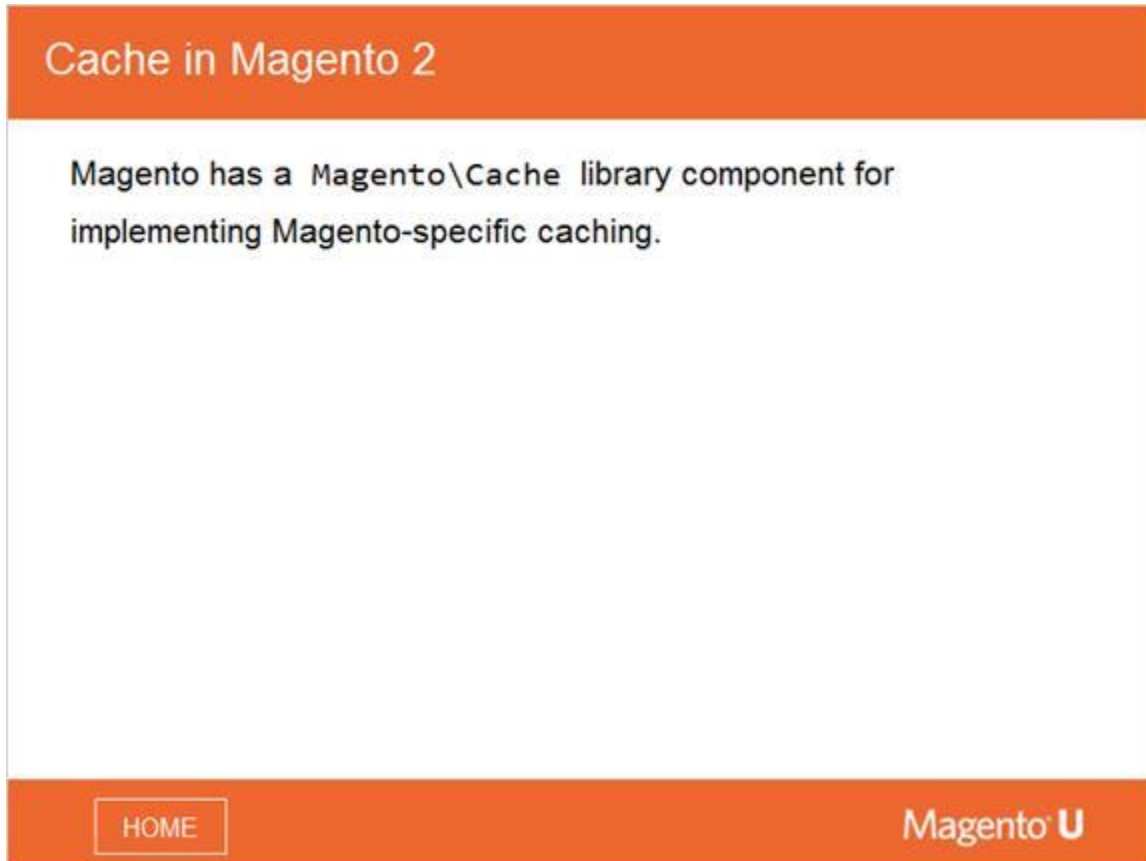 Cache in Magento 2
Magento has a Magento\Cache library component for
implementing Magento-specific caching.
HOME
Magento U